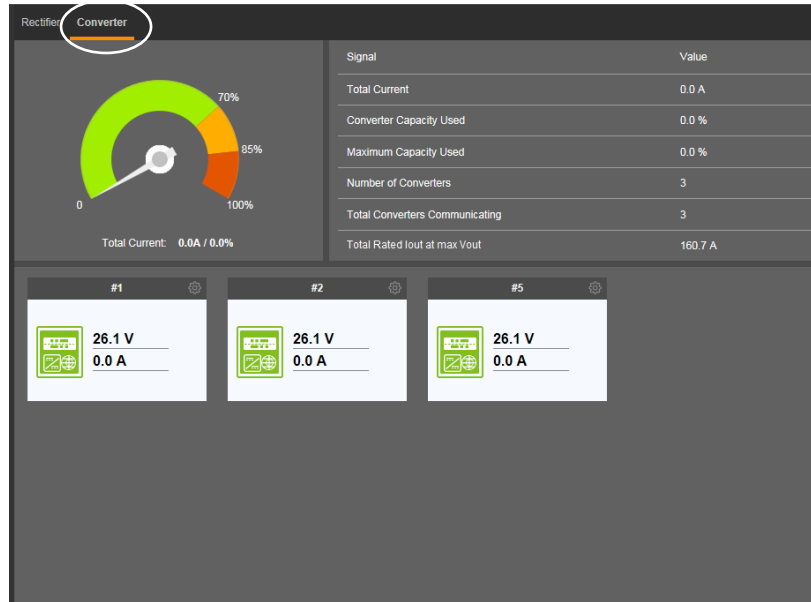 Rectifier Converter
70%
85%
0
100%
Total Current: 0.0A / 0.0%
Signal Value
Total Current 0.0 A
Converter Capacity Used 0.0 %
Maximum Capacity Used 0.0 %
Number of Converters 3
Total Converters Communicating 3
Total Rated Iout at max Vout 160.7 A
#1
26.1 V
0.0 A
#2
26.1 V
0.0 A
#5
26.1 V
0.0 A